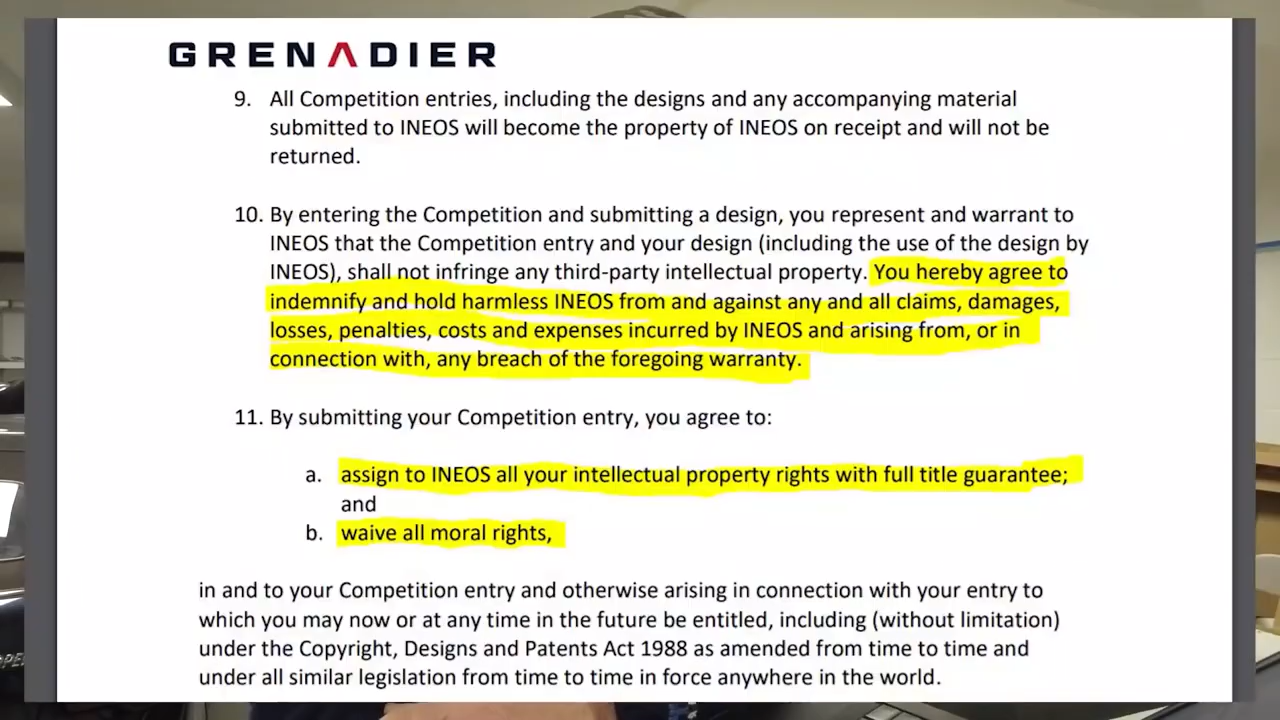 GRENADIER
9. All Competition entries, including the designs and any accompanying material
submitted to INEOS will become the property of INEOS on receipt and will not be
returned.
10. By entering the Competition and submitting a design, you represent and warrant to
INEOS that the Competition entry and your design (including the use of the design by
INEOS), shall not infringe any third-party intellectual property. You hereby agree to
indemnify and hold harmless INEOS from and against any and all claims, damages,
losses, penalties, costs and expenses incurred by INEOS and arising from, or in
connection with, any breach of the foregoing warranty.
11. By submitting your Competition entry, you agree to:
a. assign to INEOS all your intellectual property rights with full title guarantee;
and
b. waive all moral rights,
in and to your Competition entry and otherwise arising in connection with your entry to
which you may now or at any time in the future be entitled, including (without limitation)
under the Copyright, Designs and Patents Act 1988 as amended from time to time and
under all similar legislation from time to time in force anywhere in the world.